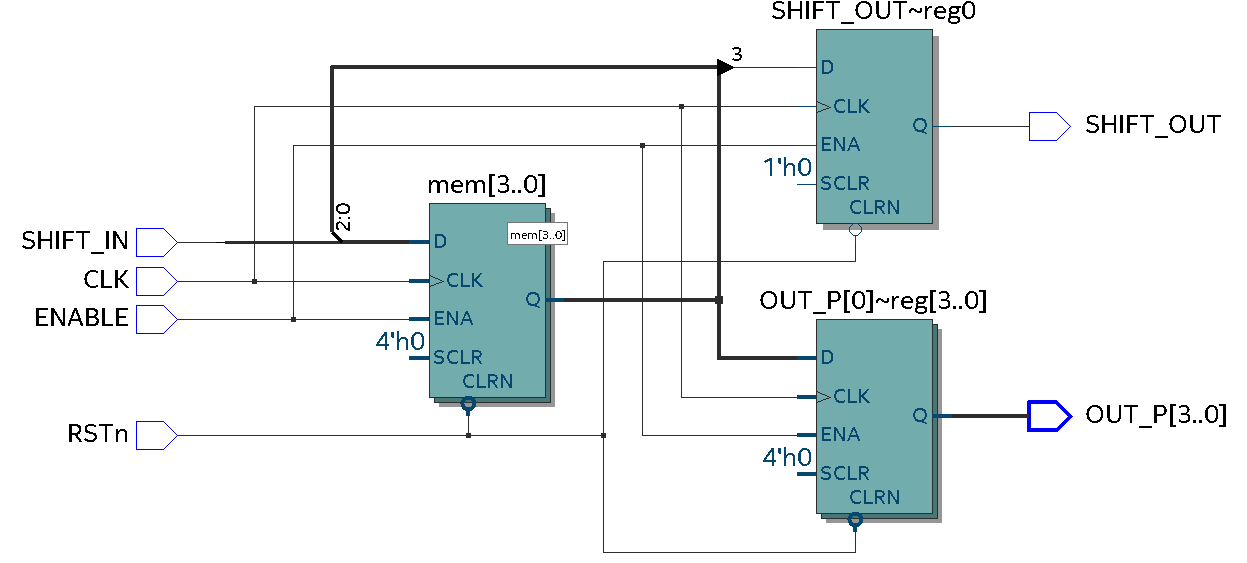 SHIFT_OUT~reg0
3
D
CLK
Q
SHIFT_OUT
ENA
1'h0
SCLR
CLRN
mem[3..0]
2:0
mem[3..0]
SHIFT_IN
D
CLK
CLK
Q
ENABLE
ENA
4'h0
SCLR
CLRN
OUT_P[0]~reg[3..0]
D
CLK
Q
OUT_P[3..0]
RSTn
ENA
4'h0
SCLR
CLRN